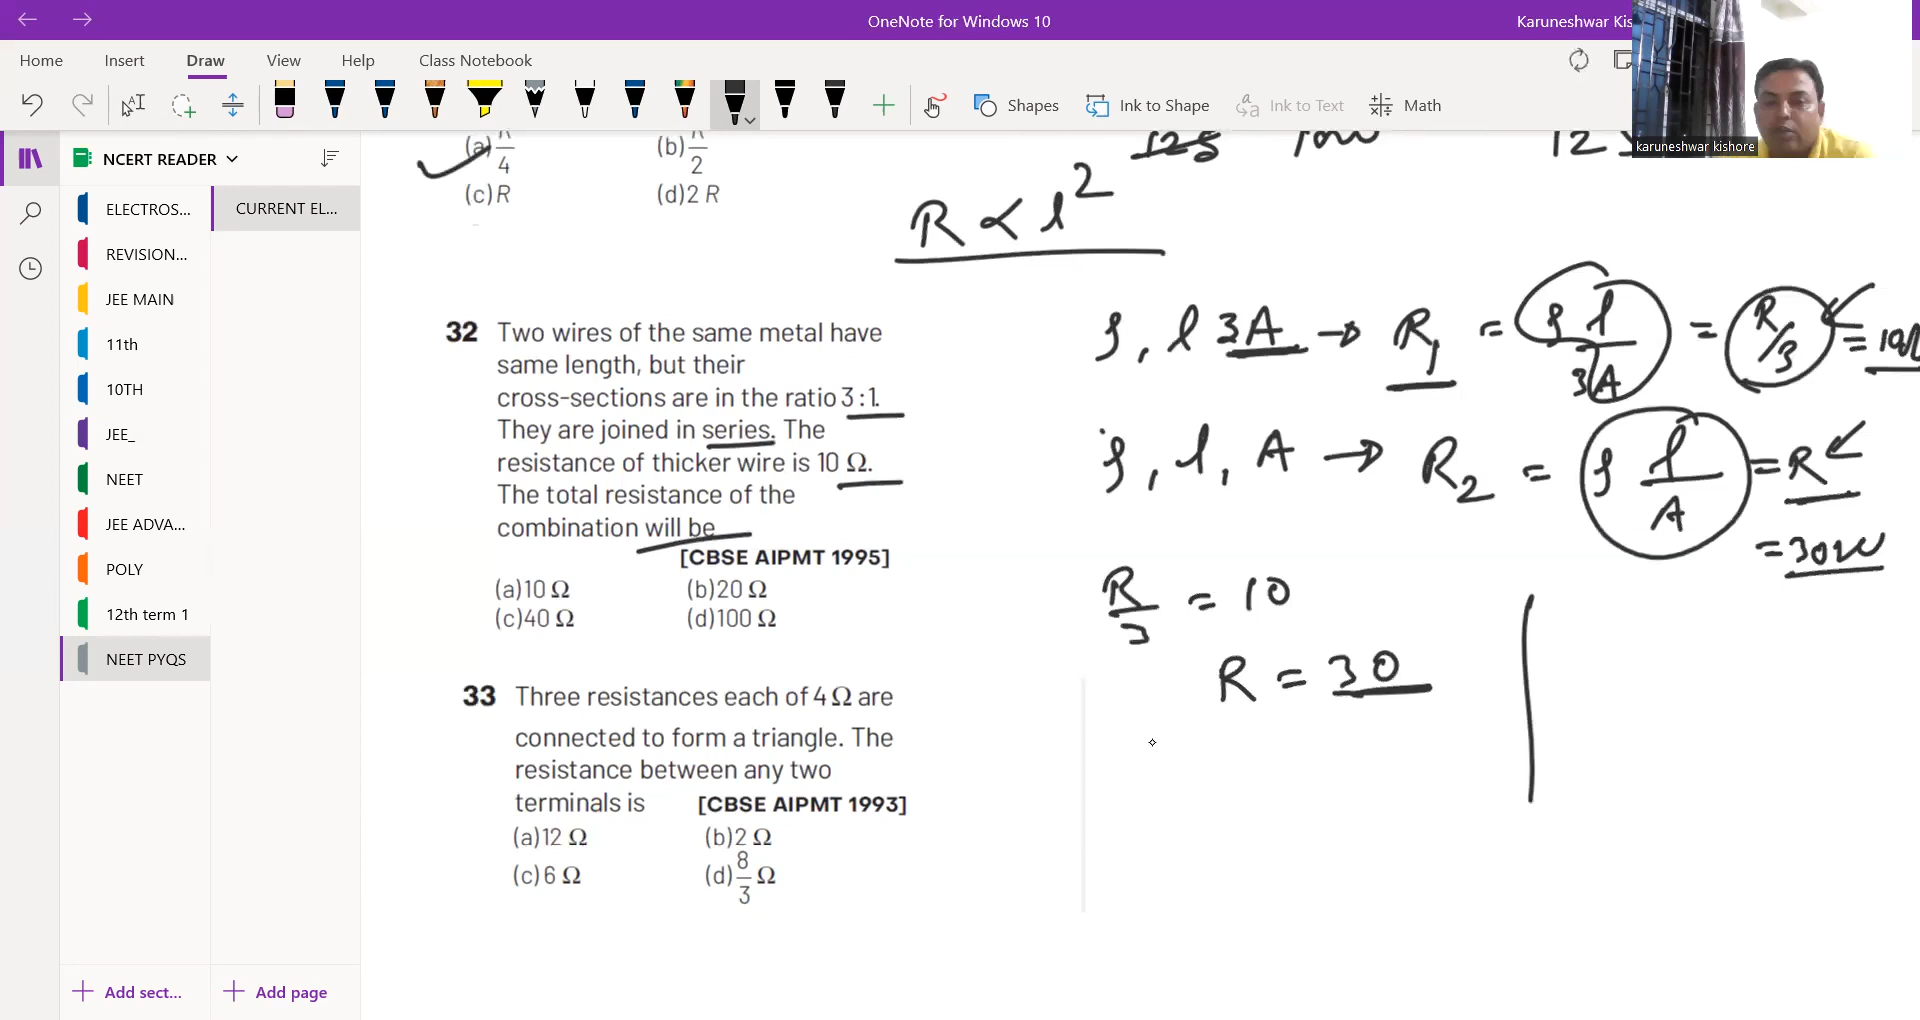 OneNote for Windows 10
Karuneshwar Kis
Home Insert Draw View Help Class Notebook
Shapes Ink to Shape Ink to Text Math
karuneshwar kishore
NCERT READER
ELECTROS...
REVISION...
JEE MAIN
11th
10TH
JEE_
NEET
JEE ADVA...
POLY
12th term 1
NEET PYQS
Add sect...
CURRENT EL...
Add page
(a) R/4 (b) R/2
(c) R (d) 2 R
R ∝ l²
32 Two wires of the same metal have
same length, but their
cross-sections are in the ratio 3 : 1.
They are joined in series. The
resistance of thicker wire is 10 Ω.
The total resistance of the
combination will be
[CBSE AIPMT 1995]
(a) 10 Ω (b) 20 Ω
(c) 40 Ω (d) 100 Ω
33 Three resistances each of 4 Ω are
connected to form a triangle. The
resistance between any two
terminals is [CBSE AIPMT 1993]
(a) 12 Ω (b) 2 Ω
(c) 6 Ω (d) 8/3 Ω
ρ, l 3A → R₁ = ρ l/3A = R/3 = 10Ω
ρ, l, A → R₂ = ρ l/A = R
= 30Ω
R/3 = 10
R = 30